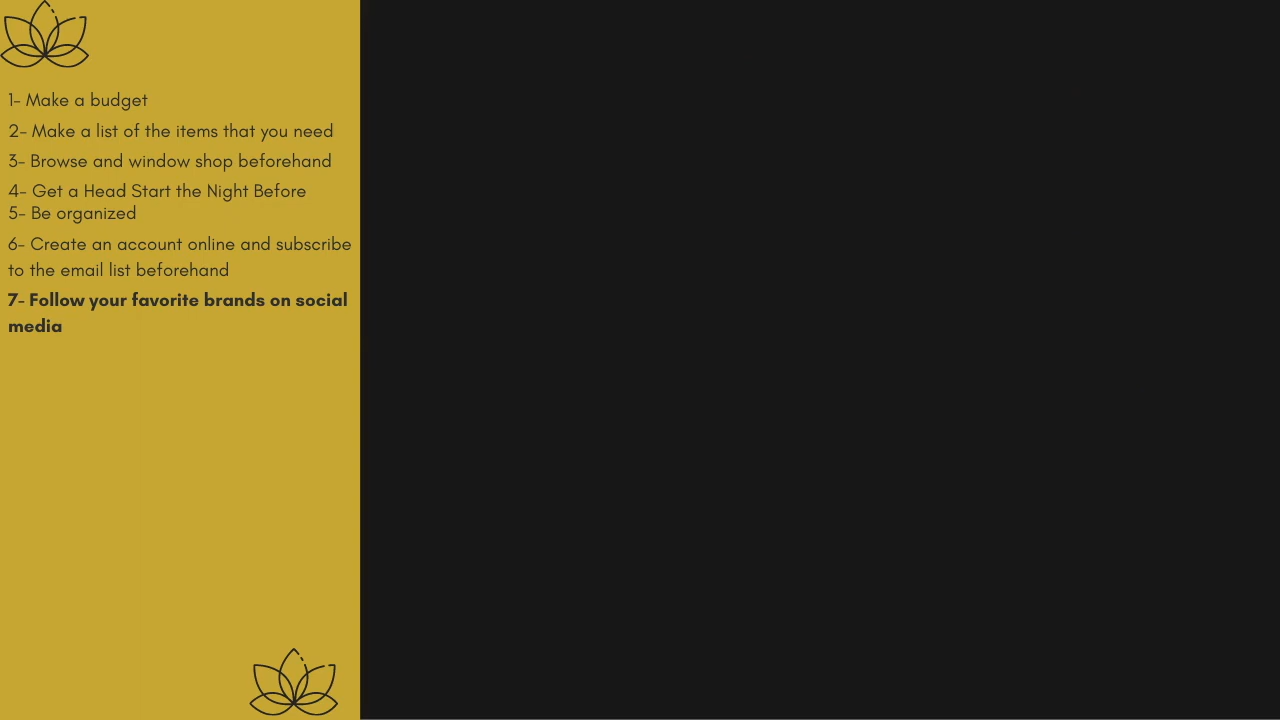 1- Make a budget
2- Make a list of the items that you need
3- Browse and window shop beforehand
4- Get a Head Start the Night Before
5- Be organized
6- Create an account online and subscribe
to the email list beforehand
7- Follow your favorite brands on social
media